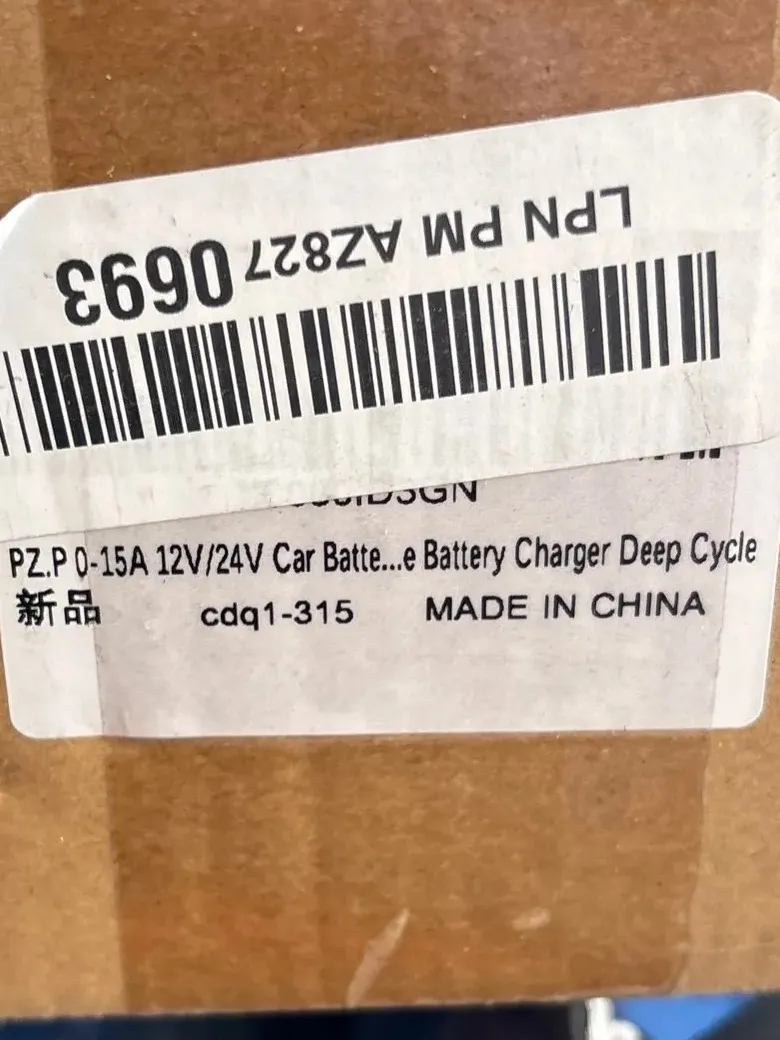 LPN PM AZ827 0693
PZ.P 0-15A 12V/24V Car Batte...e Battery Charger Deep Cycle
新品 cdq1-315 MADE IN CHINA